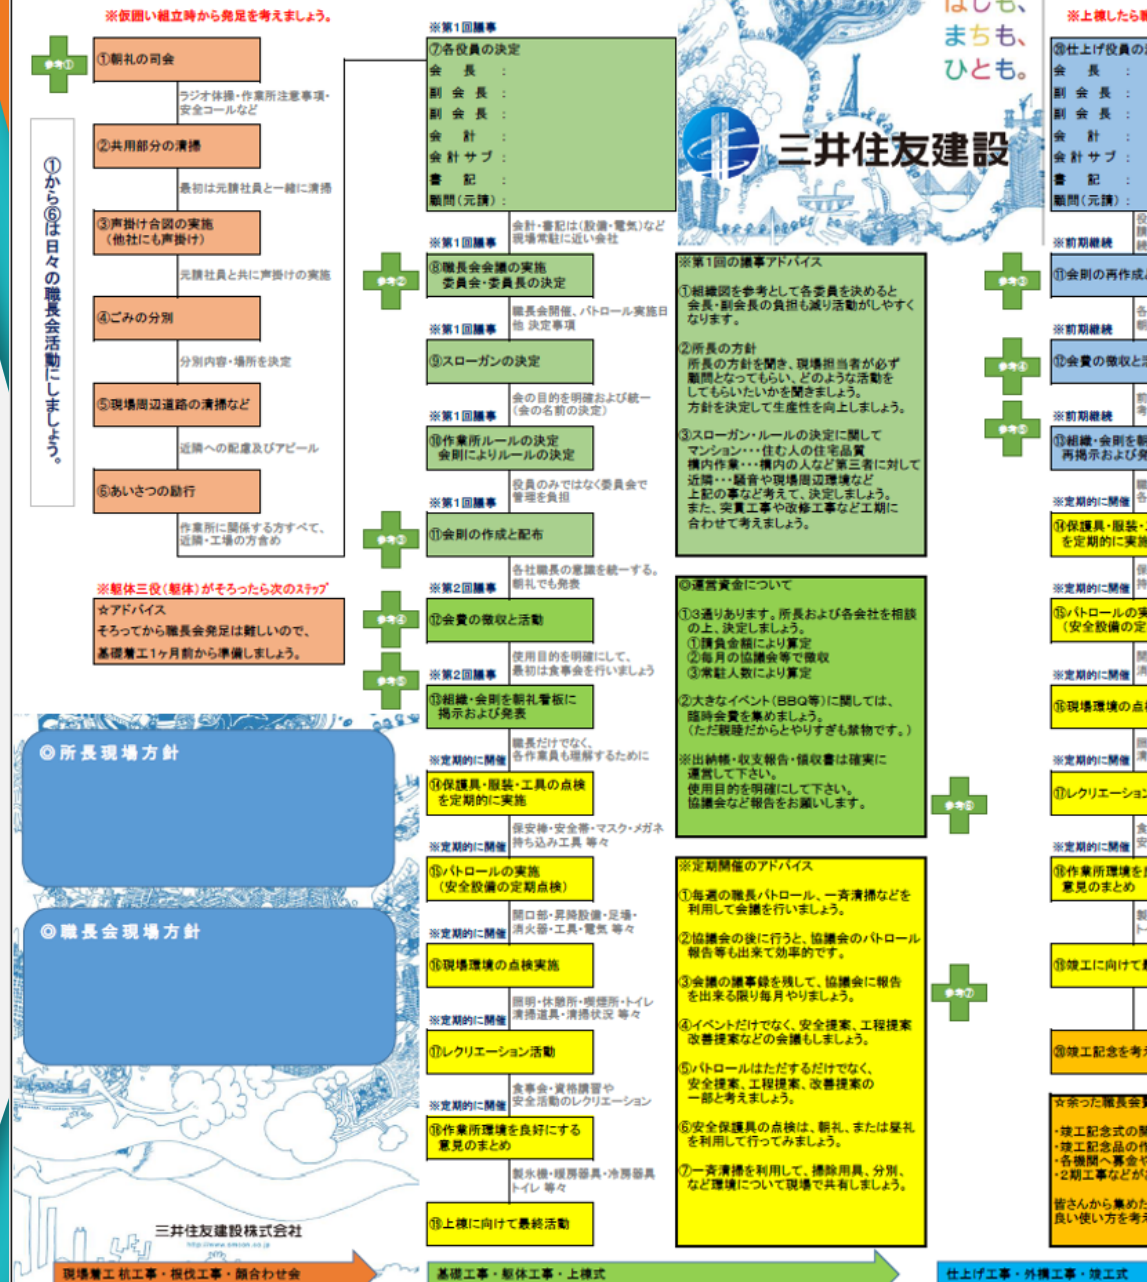 ※仮囲い組立時から発足を考えましょう。
参考①
①朝礼の司会
ラジオ体操・作業所注意事項・
安全コールなど
②共用部分の清掃
最初は元請社員と一緒に清掃
③声掛け合図の実施
（他社にも声掛け）
元請社員と共に声掛けの実施
④ごみの分別
分別内容・場所を決定
⑤現場周辺道路の清掃など
近隣への配慮及びアピール
⑥あいさつの励行
作業所に関係する方すべて、
近隣・工場の方含め
①から⑥は日々の職長会活動にしましょう。
※躯体三役（躯体）がそろったら次のステップ
☆アドバイス
そろってから職長会発足は難しいので、
基礎着工1ヶ月前から準備しましょう。
◎所長現場方針
◎職長会現場方針
三井住友建設株式会社
現場着工 杭工事・根伐工事・顔合わせ会
※第1回議事
⑦各役員の決定
会　長　：
副 会 長 ：
副 会 長 ：
会　計　：
会計サブ ：
書　記　：
顧問(元請) ：
会計・書記は(設備・電気)など
現場常駐に近い会社
※第1回議事
参考②
⑧職長会会議の実施
委員会・委員長の決定
職長会開催、パトロール実施日
他 決定事項
※第1回議事
⑨スローガンの決定
会の目的を明確および統一
（会の名前の決定）
※第1回議事
⑩作業所ルールの決定
会則によりルールの決定
役員のみではなく委員会で
管理を負担
※第1回議事
参考③
⑪会則の作成と配布
各社職長の意識を統一する。
朝礼でも発表
※第2回議事
参考④
⑫会費の徴収と活動
使用目的を明確にして、
最初は食事会を行いましょう
※第2回議事
参考⑤
⑬組織・会則を朝礼看板に
掲示および発表
職長だけでなく、
各作業員も理解するために
※定期的に開催
⑭保護具・服装・工具の点検
を定期的に実施
保安棒・安全帯・マスク・メガネ
持ち込み工具 等々
※定期的に開催
⑮パトロールの実施
（安全設備の定期点検）
開口部・昇降設備・足場・
消火器・工具・電気 等々
※定期的に開催
⑯現場環境の点検実施
照明・休憩所・喫煙所・トイレ
清掃道具・清掃状況 等々
※定期的に開催
⑰レクリエーション活動
食事会・資格講習や
安全活動のレクリエーション
※定期的に開催
⑱作業所環境を良好にする
意見のまとめ
製氷機・暖房器具・冷房器具
トイレ 等々
⑲上棟に向けて最終活動
基礎工事・躯体工事・上棟式
まちも、
ひとも。
三井住友建設
※第1回の議事アドバイス
①組織図を参考として各委員を決めると
会長・副会長の負担も減り活動がしやすく
なります。
②所長の方針
所長の方針を聞き、現場担当者が必ず
顧問となってもらい、どのような活動を
してもらいたいかを聞きましょう。
方針を決定して生産性を向上しましょう。
③スローガン・ルールの決定に関して
マンション・・・住む人の住宅品質
構内作業・・・構内の人など第三者に対して
近隣・・・騒音や現場周辺環境など
上記の事など考えて、決定しましょう。
また、突貫工事や改修工事など工期に
合わせて考えましょう。
◎運営資金について
①3通りあります。所長および各会社を相談
の上、決定しましょう。
①請負金額により算定
②毎月の協議会等で徴収
③常駐人数により算定
②大きなイベント（BBQ等）に関しては、
臨時会費を集めましょう。
（ただ親睦だからとやりすぎも禁物です。）
※出納帳・収支報告・領収書は確実に
運営して下さい。
使用目的を明確にして下さい。
協議会など報告をお願いします。
※定期開催のアドバイス
①毎週の職長パトロール、一斉清掃などを
利用して会議を行いましょう。
②協議会の後に行うと、協議会のパトロール
報告等も出来て効率的です。
③会議の議事録を残して、協議会に報告
を出来る限り毎月やりましょう。
④イベントだけでなく、安全提案、工程提案
改善提案などの会議もしましょう。
⑤パトロールはただするだけでなく、
安全提案、工程提案、改善提案の
一部と考えましょう。
⑥安全保護具の点検は、朝礼、または昼礼
を利用して行ってみましょう。
⑦一斉清掃を利用して、掃除用具、分別、
など環境について現場で共有しましょう。
※上棟したら
⑳仕上げ役員の
会　長　：
副 会 長 ：
副 会 長 ：
会　計　：
会計サブ ：
書　記　：
顧問(元請) ：
※前期継続
参考③
⑪会則の再作成
※前期継続
参考④
⑫会費の徴収と
※前期継続
参考⑤
⑬組織・会則を
再掲示および発
※定期的に開催
⑭保護具・服装・
を定期的に実施
※定期的に開催
⑮パトロールの実
（安全設備の定
※定期的に開催
⑯現場環境の点
※定期的に開催
参考⑥
⑰レクリエーション
※定期的に開催
⑱作業所環境を
意見のまとめ
参考⑦
⑲竣工に向けて
⑳竣工記念を考
☆余った職長会
・竣工記念式の
・竣工記念品の作
・各機関へ募金や
・2期工事などが
皆さんから集めた
良い使い方を考
仕上げ工事・外構工事・竣工式